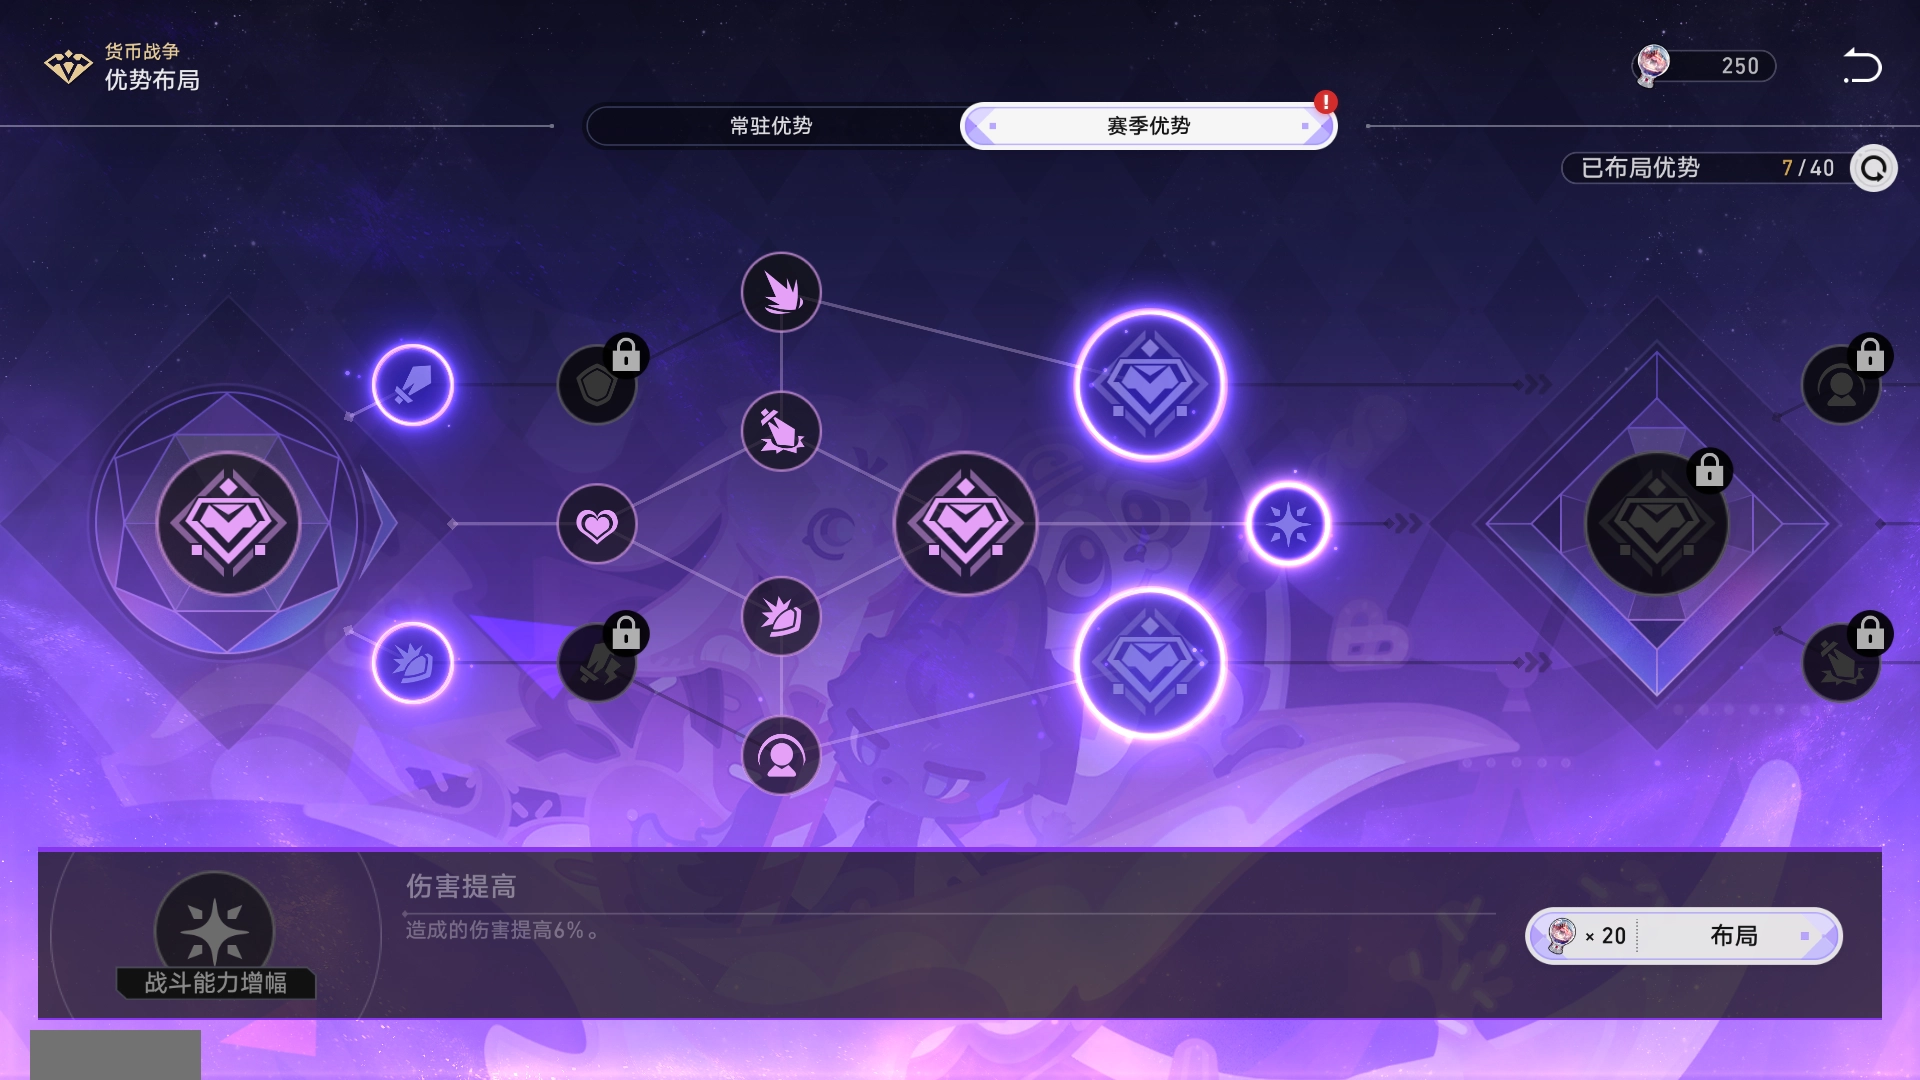 货币战争
优势布局
250
常驻优势
赛季优势
!
已布局优势 7/40
伤害提高
造成的伤害提高6%。
战斗能力增幅
× 20 布局